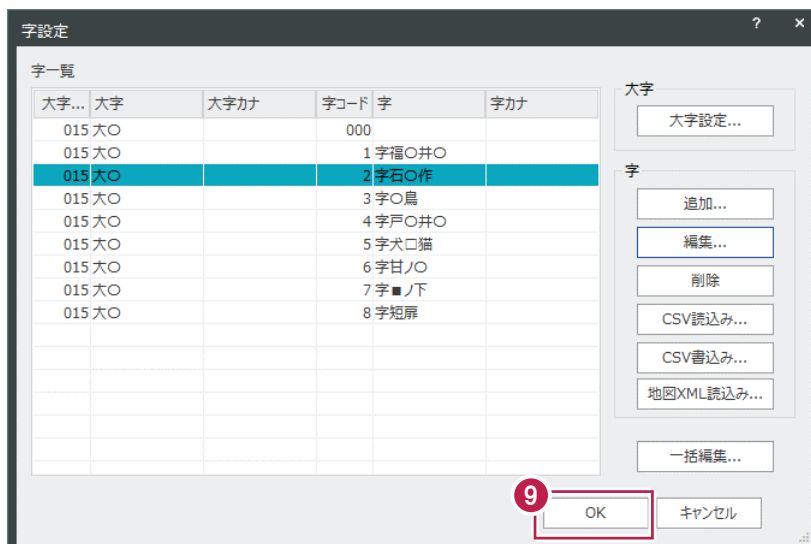 字設定
? ×
字一覧
大字... 大字 大字カナ 字コード 字 字カナ
015 大○ 000
015 大○ 1 字福○井○
015 大○ 2 字石○作
015 大○ 3 字○鳥
015 大○ 4 字戸○井○
015 大○ 5 字犬□猫
015 大○ 6 字甘ノ○
015 大○ 7 字■ノ下
015 大○ 8 字短扉
大字
大字設定...
字
追加...
編集...
削除
CSV読込み...
CSV書込み...
地図XML読込み...
一括編集...
9
OK キャンセル